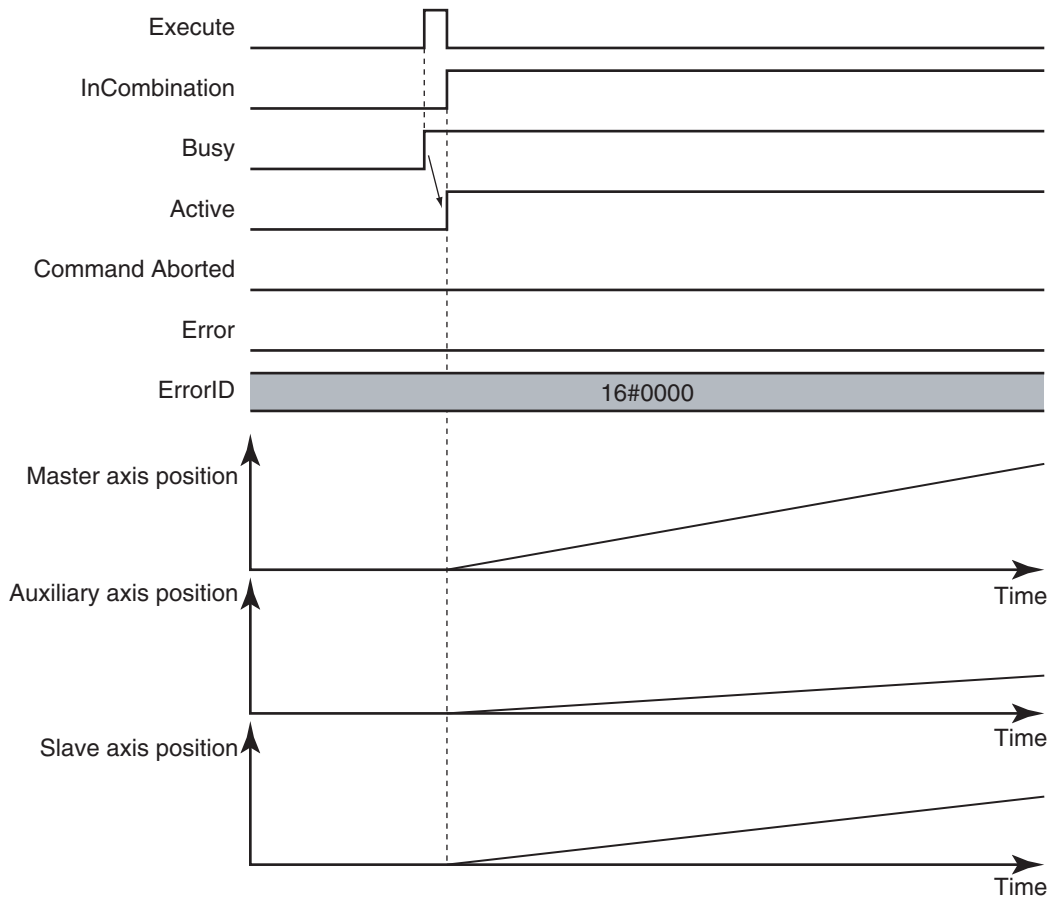 Execute
InCombination
Busy
Active
Command Aborted
Error
ErrorID
16#0000
Master axis position
Time
Auxiliary axis position
Time
Slave axis position
Time